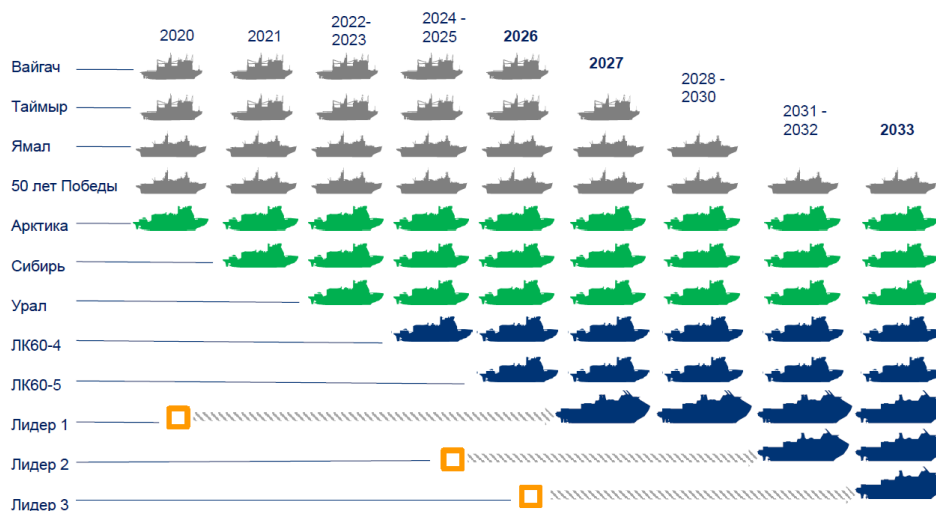 2020
2021
2022-
2023
2024 -
2025
2026
2027
2028 -
2030
2031 -
2032
2033
Вайгач
Таймыр
Ямал
50 лет Победы
Арктика
Сибирь
Урал
ЛК60-4
ЛК60-5
Лидер 1
Лидер 2
Лидер 3